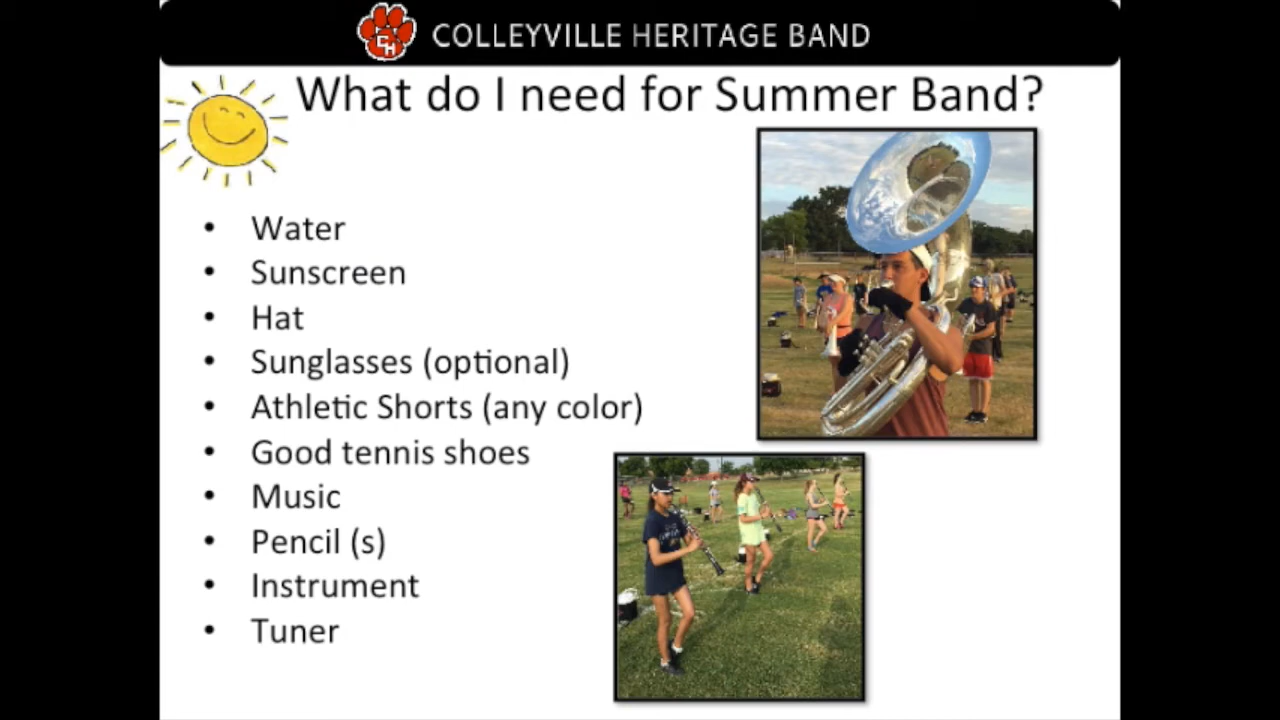 CH
COLLEYVILLE HERITAGE BAND
What do I need for Summer Band?
• Water
• Sunscreen
• Hat
• Sunglasses (optional)
• Athletic Shorts (any color)
• Good tennis shoes
• Music
• Pencil (s)
• Instrument
• Tuner